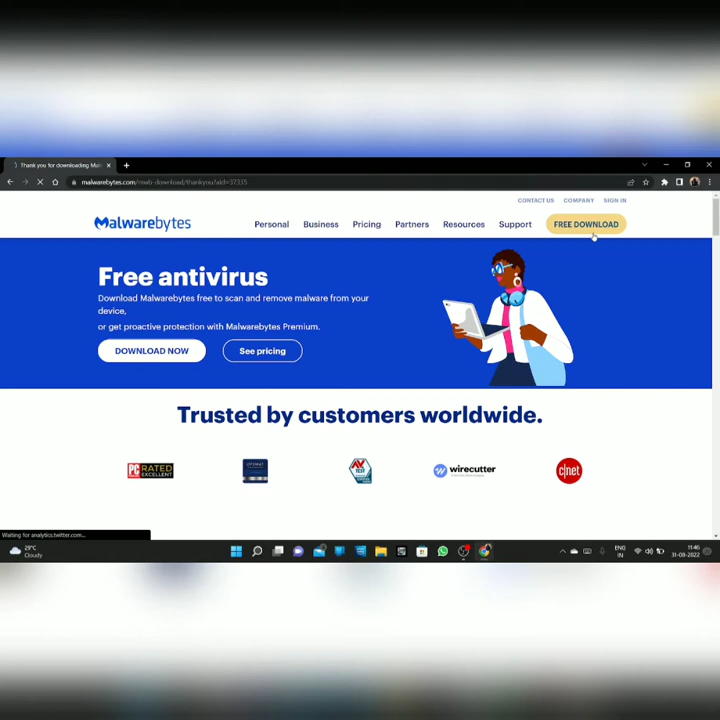 Thank you for downloading Mal
malwarebytes.com/mwb-download/thankyou?aid=37335
CONTACT US COMPANY SIGN IN
Malwarebytes Personal Business Pricing Partners Resources Support FREE DOWNLOAD
Free antivirus
Download Malwarebytes free to scan and remove malware from your
device,
or get proactive protection with Malwarebytes Premium.
DOWNLOAD NOW See pricing
Trusted by customers worldwide.
PC RATED EXCELLENT AV TEST wirecutter c|net
Waiting for analytics.twitter.com...
29°C
Cloudy
ENG
IN
11:46
31-08-2022